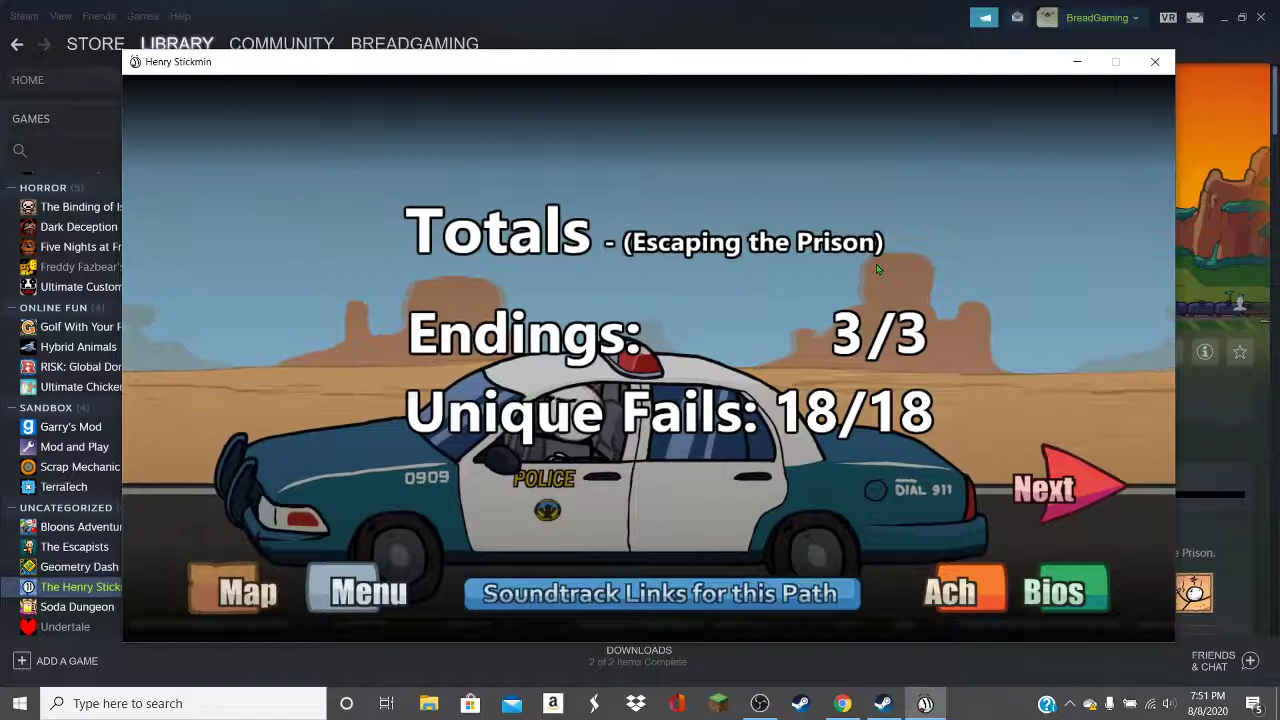 Steam View Friends Games Help
BreadGaming
VR
STORE LIBRARY COMMUNITY BREADGAMING
Henry Stickmin
HOME
GAMES
HORROR (5)
The Binding of Is
Dark Deception
Five Nights at Fr
Freddy Fazbear's
Ultimate Custom
ONLINE FUN (4)
Golf With Your F
Hybrid Animals
RISK: Global Dor
Ultimate Chicke
SANDBOX (4)
Garry's Mod
Mod and Play
Scrap Mechanic
TerraTech
UNCATEGORIZED (
Bloons Adventu
The Escapists
Geometry Dash
The Henry Stick
Soda Dungeon
Undertale
ADD A GAME
Totals - (Escaping the Prison)
Endings: 3/3
Unique Fails: 18/18
0909
POLICE
DIAL 911
Next
Map
Menu
Soundtrack Links for this Path
Ach
Bios
e Prison.
DOWNLOADS
2 of 2 Items Complete
FRIENDS
& CHAT
Type here to search
7:51 PM
8/8/2020